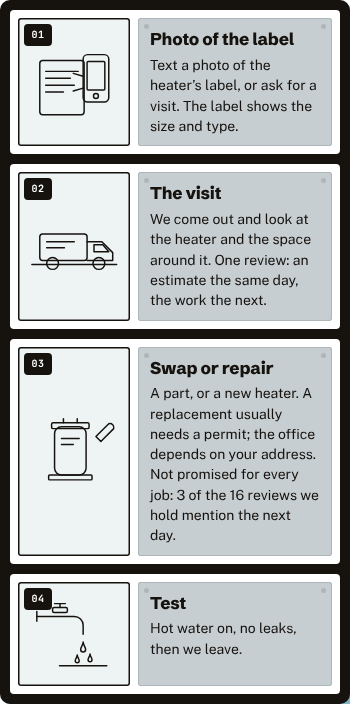 01
Photo of the label
Text a photo of the
heater's label, or ask for a
visit. The label shows the
size and type.
02
The visit
We come out and look at
the heater and the space
around it. One review: an
estimate the same day,
the work the next.
03
Swap or repair
A part, or a new heater. A
replacement usually
needs a permit; the office
depends on your address.
Not promised for every
job: 3 of the 16 reviews we
hold mention the next
day.
04
Test
Hot water on, no leaks,
then we leave.